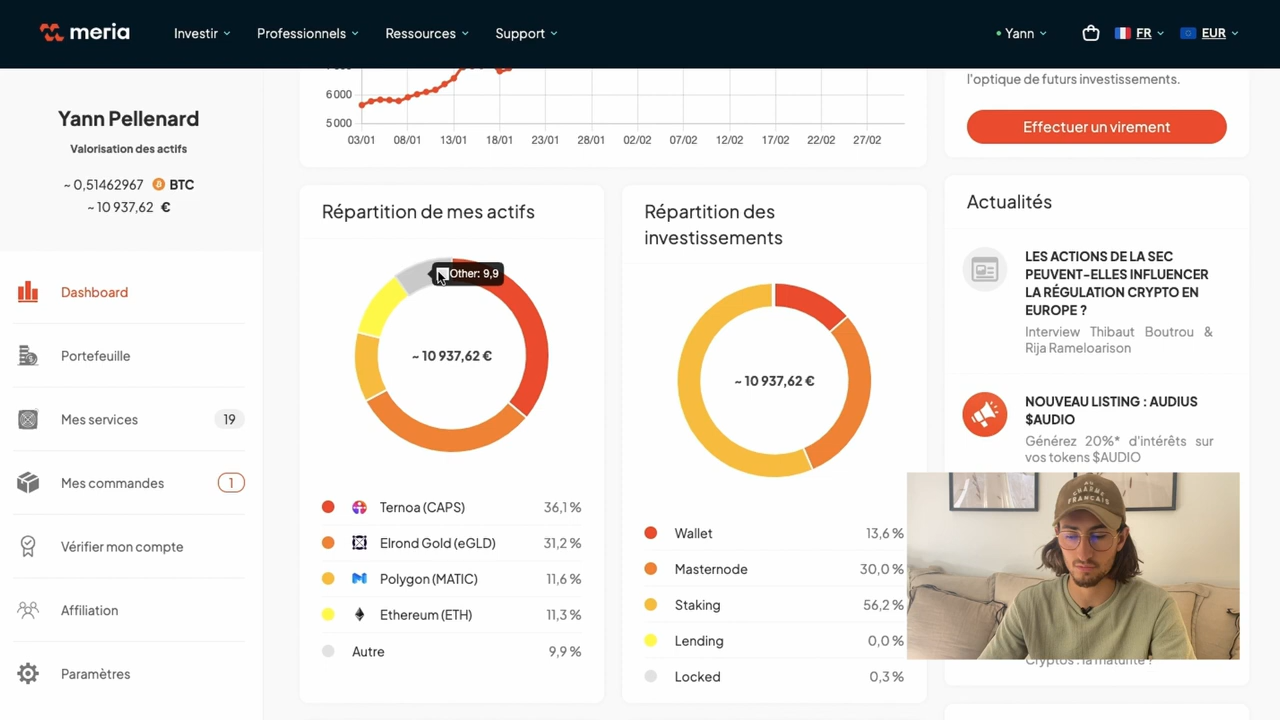 meria
Investir
Professionnels
Ressources
Support
Yann
FR
EUR
Yann Pellenard
Valorisation des actifs
~ 0,51462967 BTC
~ 10 937,62 €
Dashboard
Portefeuille
Mes services 19
Mes commandes 1
Vérifier mon compte
Affiliation
Paramètres
6 000
5 000
03/01 08/01 13/01 18/01 23/01 28/01 02/02 07/02 12/02 17/02 22/02 27/02
Répartition de mes actifs
Other: 9,9
~ 10 937,62 €
Ternoa (CAPS) 36,1 %
Elrond Gold (eGLD) 31,2 %
Polygon (MATIC) 11,6 %
Ethereum (ETH) 11,3 %
Autre 9,9 %
Répartition des
investissements
~ 10 937,62 €
Wallet 13,6 %
Masternode 30,0 %
Staking 56,2 %
Lending 0,0 %
Locked 0,3 %
l'optique de futurs investissements.
Effectuer un virement
Actualités
LES ACTIONS DE LA SEC
PEUVENT-ELLES INFLUENCER
LA RÉGULATION CRYPTO EN
EUROPE ?
Interview Thibaut Boutrou &
Rija Rameloarison
NOUVEAU LISTING : AUDIUS
$AUDIO
Générez 20%* d'intérêts sur
vos tokens $AUDIO
AU
CHARME
FRANÇAIS